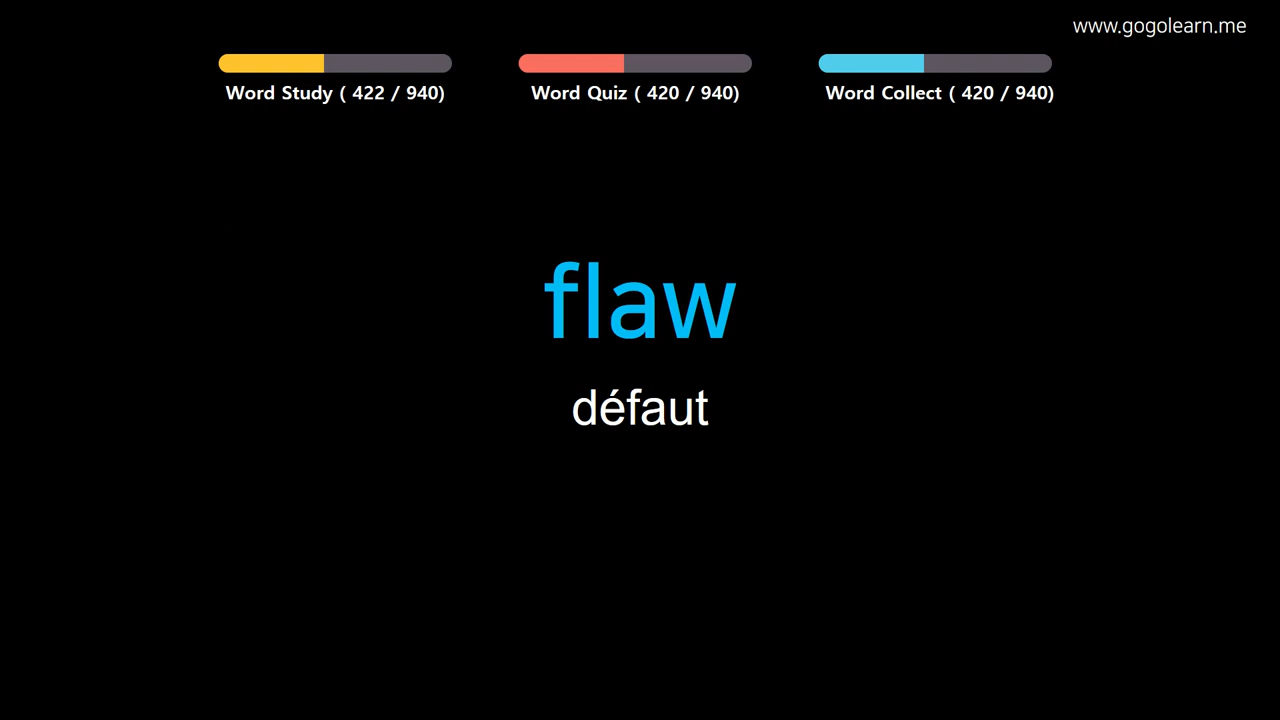 www.gogolearn.me
Word Study ( 422 / 940)
Word Quiz ( 420 / 940)
Word Collect ( 420 / 940)
flaw
défaut